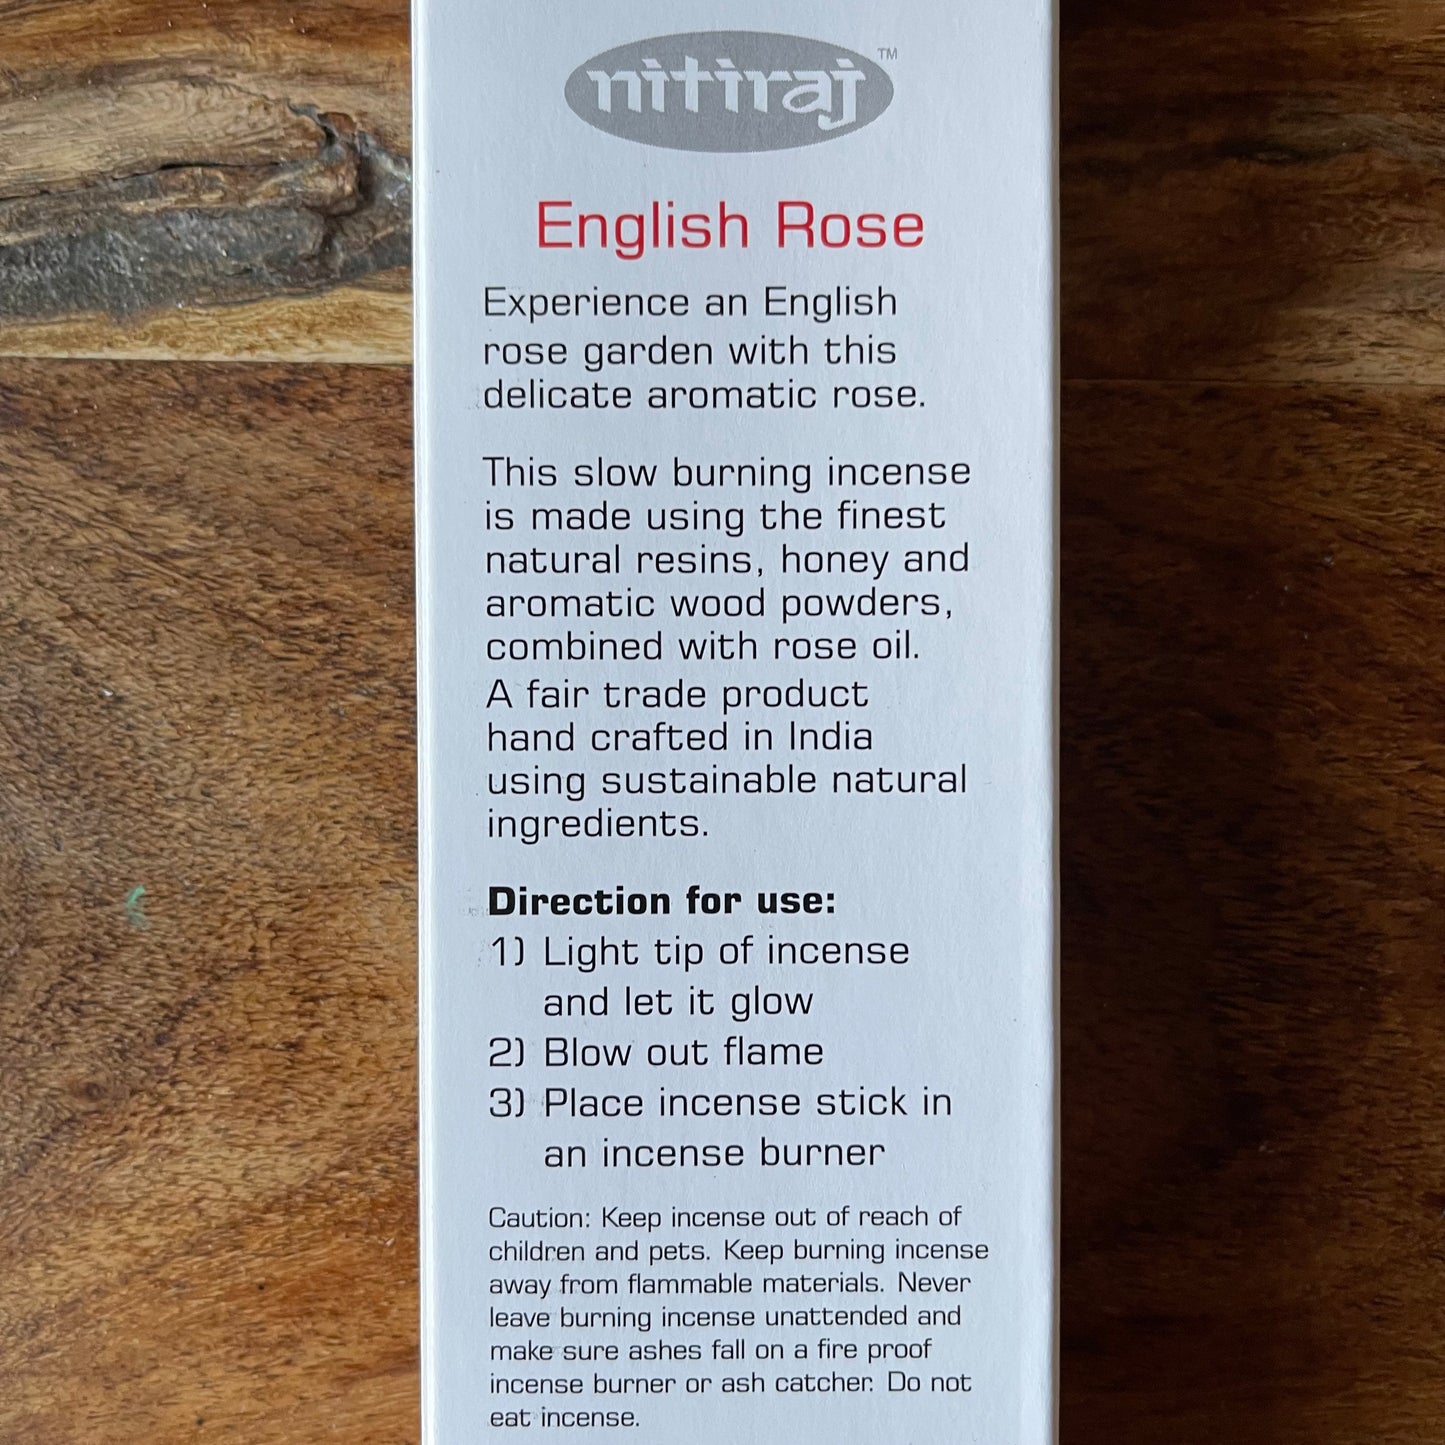 nitiraj™
English Rose
Experience an English
rose garden with this
delicate aromatic rose.
This slow burning incense
is made using the finest
natural resins, honey and
aromatic wood powders,
combined with rose oil.
A fair trade product
hand crafted in India
using sustainable natural
ingredients.
Direction for use:
1) Light tip of incense
and let it glow
2) Blow out flame
3) Place incense stick in
an incense burner
Caution: Keep incense out of reach of
children and pets. Keep burning incense
away from flammable materials. Never
leave burning incense unattended and
make sure ashes fall on a fire proof
incense burner or ash catcher. Do not
eat incense.